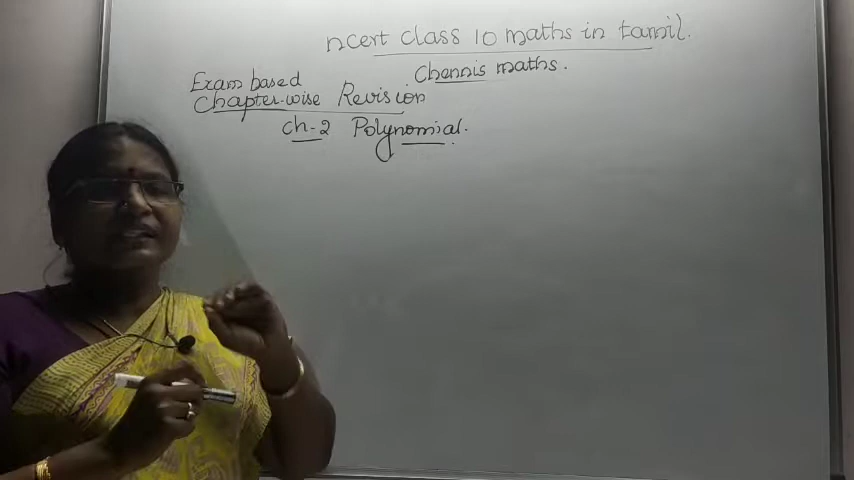 ncert class 10 maths in tamil.
Chennis maths.
Exam based
Chapter-wise Revision
Ch-2 Polynomial.